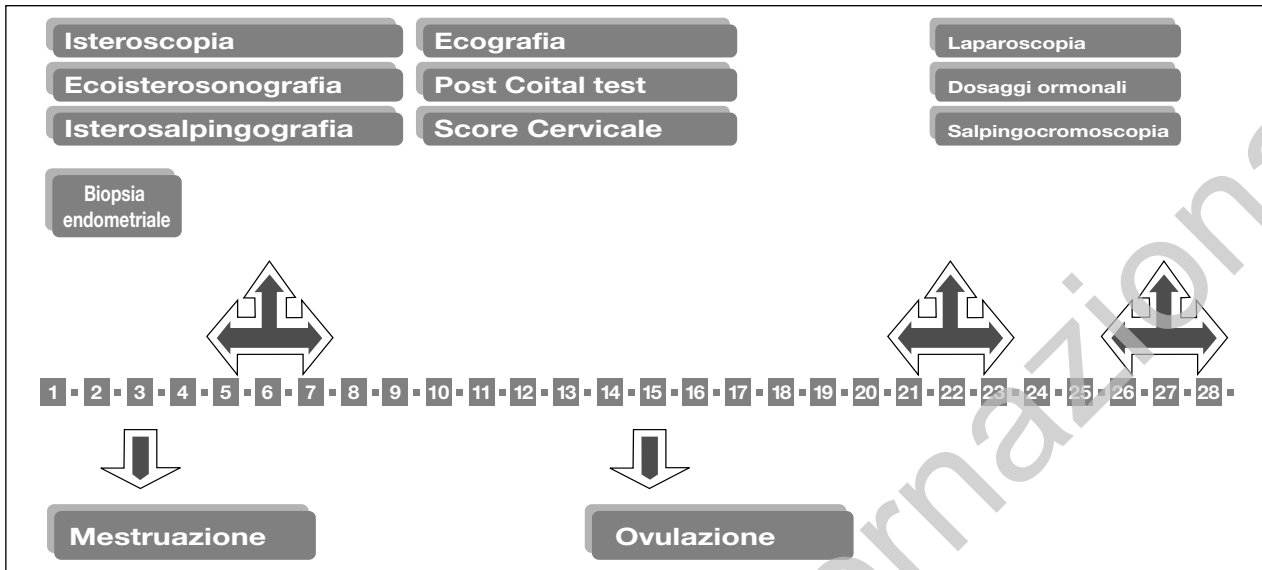 Isteroscopia
Ecografia
Laparoscopia
Ecoisterosonografia
Post Coital test
Dosaggi ormonali
Isterosalpingografia
Score Cervicale
Salpingocromoscopia
Biopsia
endometriale
1 2 3 4 5 6 7 8 9 10 11 12 13 14 15 16 17 18 19 20 21 22 23 24 25 26 27 28
Mestruazione
Ovulazione